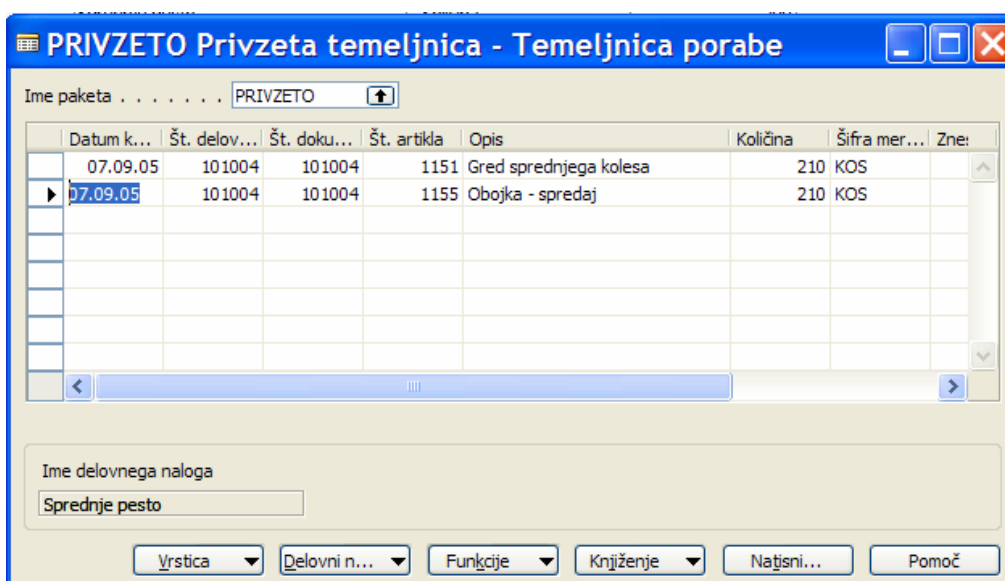 PRIVZETO Privzeta temeljnica - Temeljnica porabe
Ime paketa . . . . . . . PRIVZETO
Datum k... Št. delov... Št. doku... Št. artikla Opis Količina Šifra mer... Znes
07.09.05 101004 101004 1151 Gred sprednjega kolesa 210 KOS
07.09.05 101004 101004 1155 Obojka - spredaj 210 KOS
Ime delovnega naloga
Sprednje pesto
Vrstica Delovni n... Funkcije Knjiženje Natisni... Pomoč